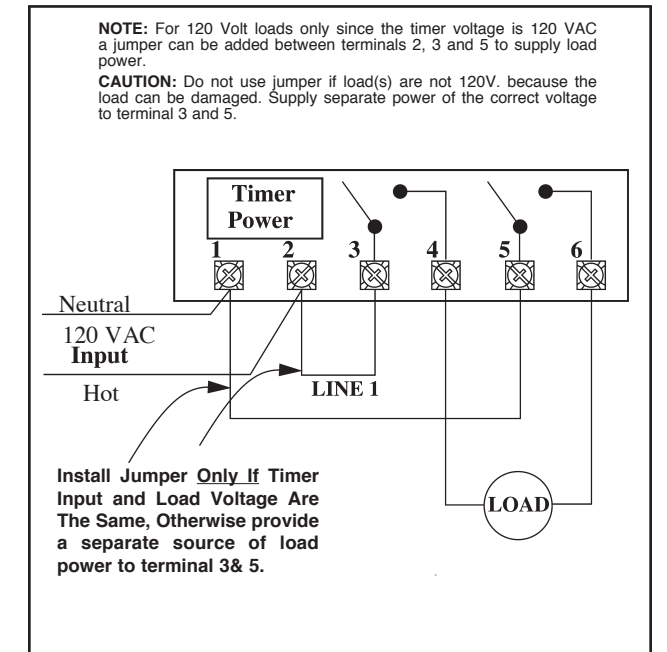 NOTE: For 120 Volt loads only since the timer voltage is 120 VAC
a jumper can be added between terminals 2, 3 and 5 to supply load
power.
CAUTION: Do not use jumper if load(s) are not 120V. because the
load can be damaged. Supply separate power of the correct voltage
to terminal 3 and 5.
Timer
Power
1 2 3 4 5 6
Neutral
120 VAC
Input
Hot
LINE 1
LOAD
Install Jumper Only If Timer
Input and Load Voltage Are
The Same, Otherwise provide
a separate source of load
power to terminal 3& 5.